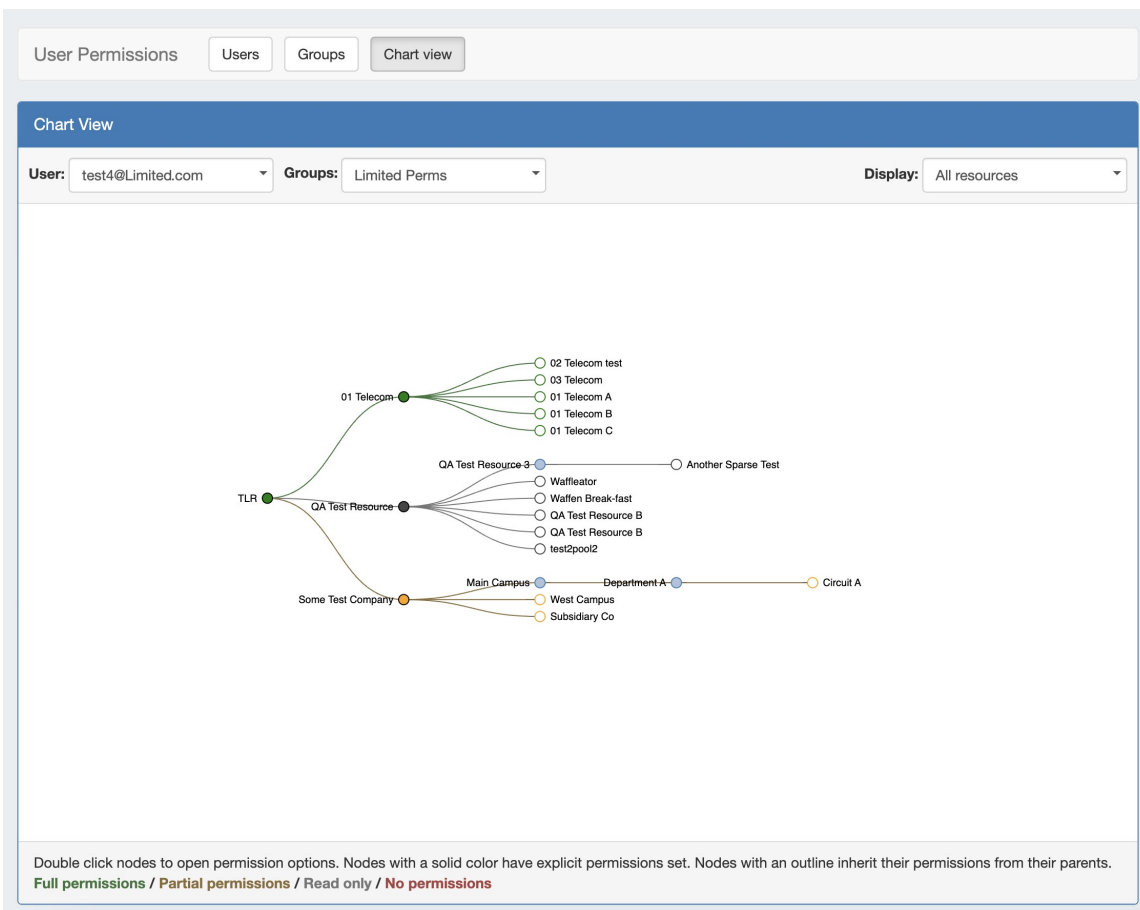 User Permissions Users Groups Chart view
Chart View
User: test4@Limited.com Groups: Limited Perms Display: All resources
02 Telecom test
03 Telecom
01 Telecom 01 Telecom A
01 Telecom B
01 Telecom C
QA Test Resource 3 Another Sparse Test
Waffleator
TLR Waffen Break-fast
QA Test Resource QA Test Resource B
QA Test Resource B
test2pool2
Main Campus Department A Circuit A
Some Test Company West Campus
Subsidiary Co
Double click nodes to open permission options. Nodes with a solid color have explicit permissions set. Nodes with an outline inherit their permissions from their parents.
Full permissions / Partial permissions / Read only / No permissions